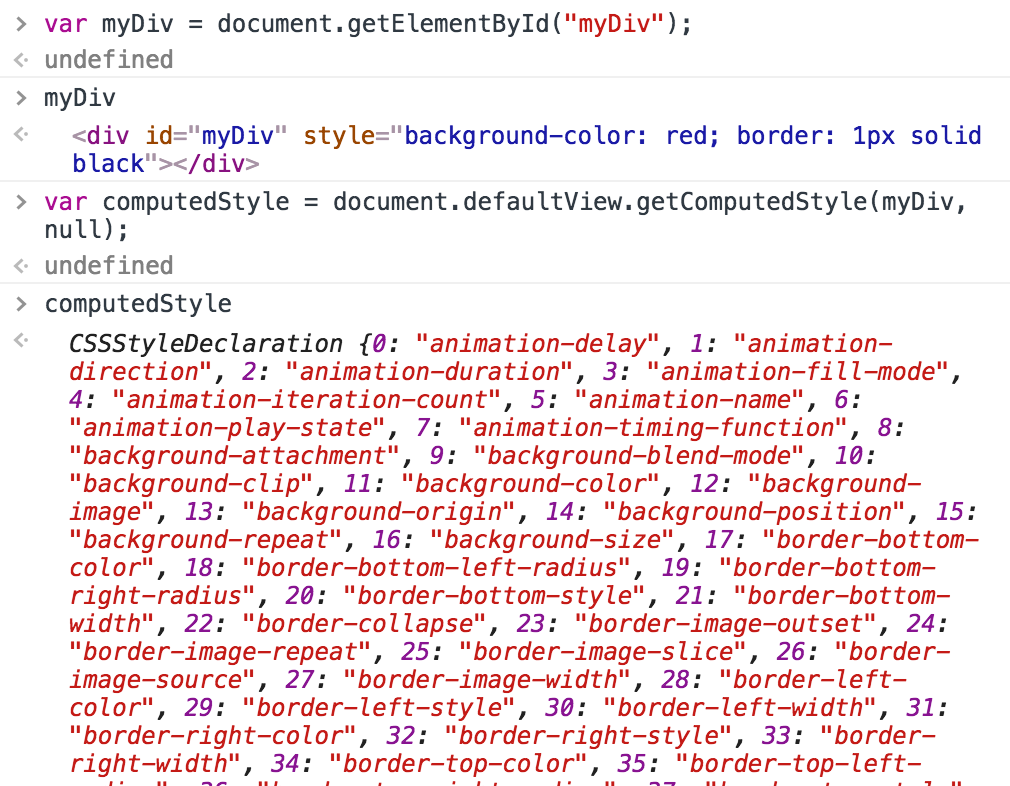 > var myDiv = document.getElementById("myDiv");
undefined
> myDiv
<div id="myDiv" style="background-color: red; border: 1px solid
black"></div>
> var computedStyle = document.defaultView.getComputedStyle(myDiv,
null);
undefined
> computedStyle
CSSStyleDeclaration {0: "animation-delay", 1: "animation-
direction", 2: "animation-duration", 3: "animation-fill-mode",
4: "animation-iteration-count", 5: "animation-name", 6:
"animation-play-state", 7: "animation-timing-function", 8:
"background-attachment", 9: "background-blend-mode", 10:
"background-clip", 11: "background-color", 12: "background-
image", 13: "background-origin", 14: "background-position", 15:
"background-repeat", 16: "background-size", 17: "border-bottom-
color", 18: "border-bottom-left-radius", 19: "border-bottom-
right-radius", 20: "border-bottom-style", 21: "border-bottom-
width", 22: "border-collapse", 23: "border-image-outset", 24:
"border-image-repeat", 25: "border-image-slice", 26: "border-
image-source", 27: "border-image-width", 28: "border-left-
color", 29: "border-left-style", 30: "border-left-width", 31:
"border-right-color", 32: "border-right-style", 33: "border-
right-width", 34: "border-top-color", 35: "border-top-left-